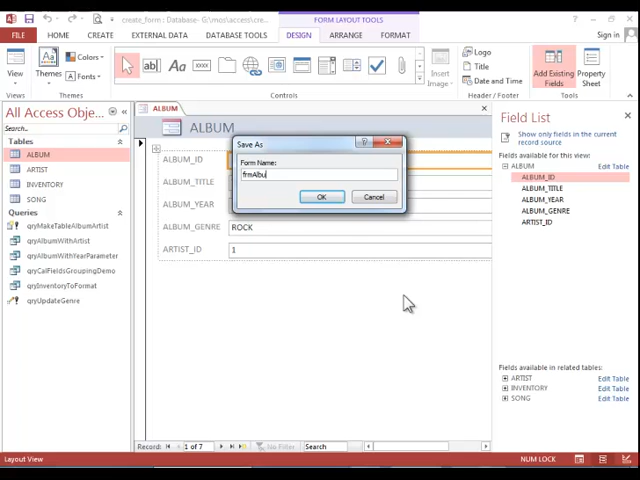 create_form : Database- G:\mos\access\crea...
FORM LAYOUT TOOLS
Sign in
FILE HOME CREATE EXTERNAL DATA DATABASE TOOLS DESIGN ARRANGE FORMAT
View
Themes
Colors
Fonts
ab|
Aa
xxxx
Insert
Image
Logo
Title
Date and Time
Add Existing
Fields
Property
Sheet
Views
Themes
Controls
Header / Footer
Tools
All Access Obje...
Search...
Tables
ALBUM
ARTIST
INVENTORY
SONG
Queries
qryMakeTableAlbumArtist
qryAlbumWithArtist
qryAlbumWithYearParameter
qryCalFieldsGroupingDemo
qryInventoryToFormat
qryUpdateGenre
ALBUM
ALBUM
ALBUM_ID
ALBUM_TITLE
ALBUM_YEAR
ALBUM_GENRE ROCK
ARTIST_ID 1
Save As
Form Name:
frmAbu
OK Cancel
Record: 1 of 7 No Filter Search
Field List
Show only fields in the current
record source
Fields available for this view:
ALBUM Edit Table
ALBUM_ID
ALBUM_TITLE
ALBUM_YEAR
ALBUM_GENRE
ARTIST_ID
Fields available in related tables:
ARTIST Edit Table
INVENTORY Edit Table
SONG Edit Table
Layout View
NUM LOCK